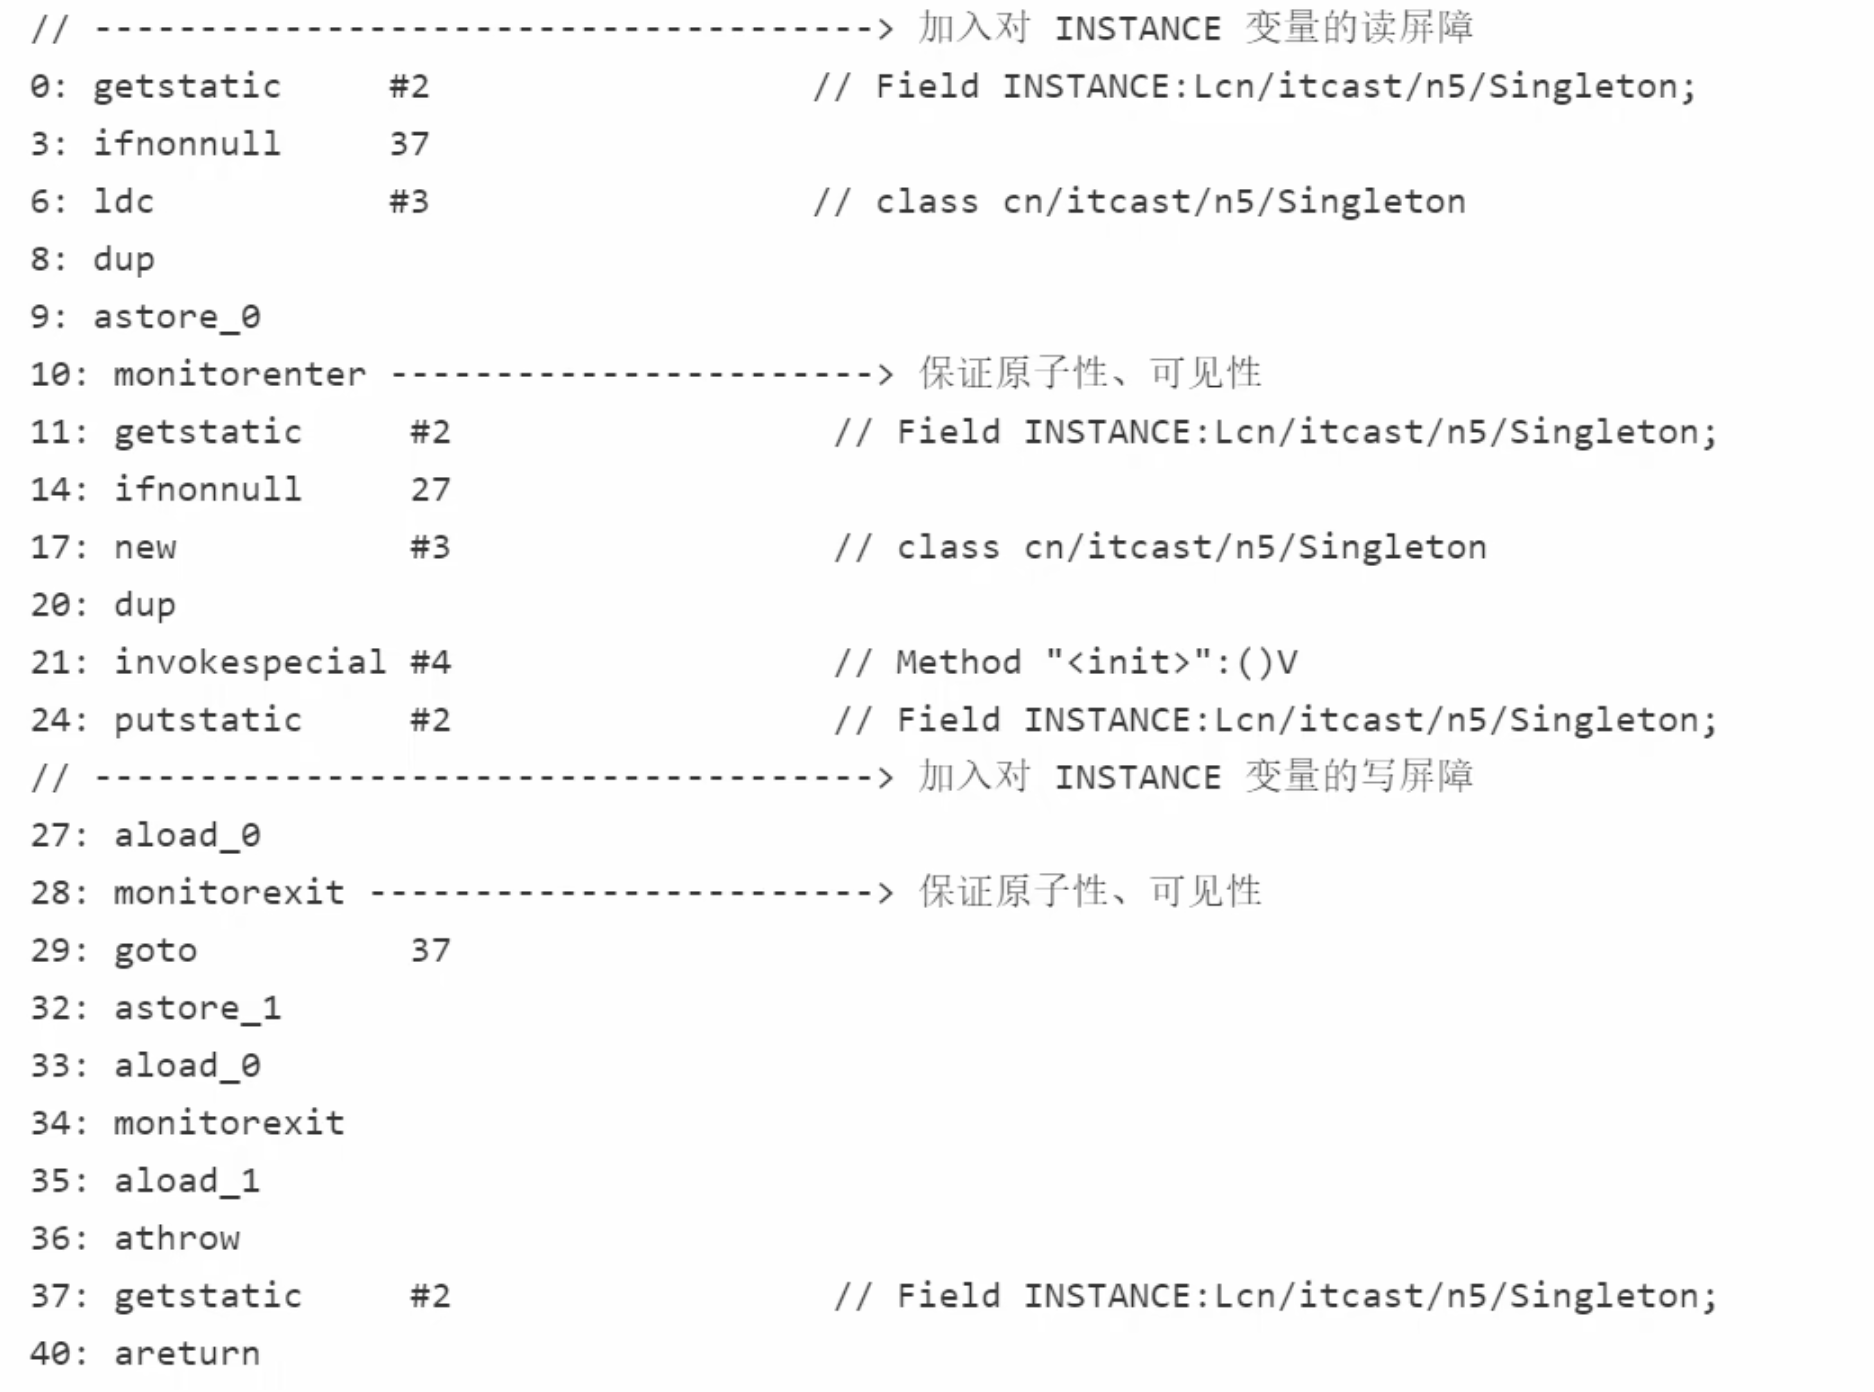 // -------------------------------------> 加入对 INSTANCE 变量的读屏障
0: getstatic     #2                  // Field INSTANCE:Lcn/itcast/n5/Singleton;
3: ifnonnull     37
6: ldc           #3                  // class cn/itcast/n5/Singleton
8: dup
9: astore_0
10: monitorenter -----------------------> 保证原子性、可见性
11: getstatic     #2                  // Field INSTANCE:Lcn/itcast/n5/Singleton;
14: ifnonnull     27
17: new           #3                  // class cn/itcast/n5/Singleton
20: dup
21: invokespecial #4                  // Method "<init>":()V
24: putstatic     #2                  // Field INSTANCE:Lcn/itcast/n5/Singleton;
// -------------------------------------> 加入对 INSTANCE 变量的写屏障
27: aload_0
28: monitorexit ------------------------> 保证原子性、可见性
29: goto          37
32: astore_1
33: aload_0
34: monitorexit
35: aload_1
36: athrow
37: getstatic     #2                  // Field INSTANCE:Lcn/itcast/n5/Singleton;
40: areturn